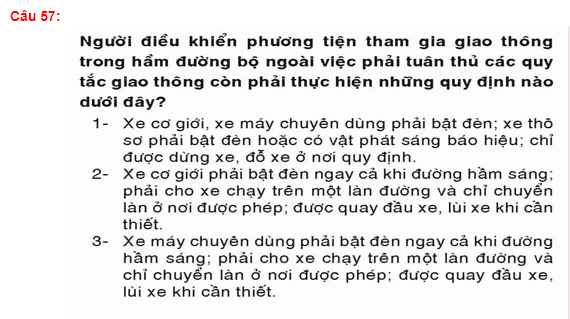 Câu 57:
Người điều khiển phương tiện tham gia giao thông
trong hầm đường bộ ngoài việc phải tuân thủ các quy
tắc giao thông còn phải thực hiện những quy định nào
dưới đây?
1- Xe cơ giới, xe máy chuyên dùng phải bật đèn; xe thô
sơ phải bật đèn hoặc có vật phát sáng báo hiệu; chỉ
được dừng xe, đỗ xe ở nơi quy định.
2- Xe cơ giới phải bật đèn ngay cả khi đường hầm sáng;
phải cho xe chạy trên một làn đường và chỉ chuyển
làn ở nơi được phép; được quay đầu xe, lùi xe khi cần
thiết.
3- Xe máy chuyên dùng phải bật đèn ngay cả khi đường
hầm sáng; phải cho xe chạy trên một làn đường và
chỉ chuyển làn ở nơi được phép; được quay đầu xe,
lùi xe khi cần thiết.